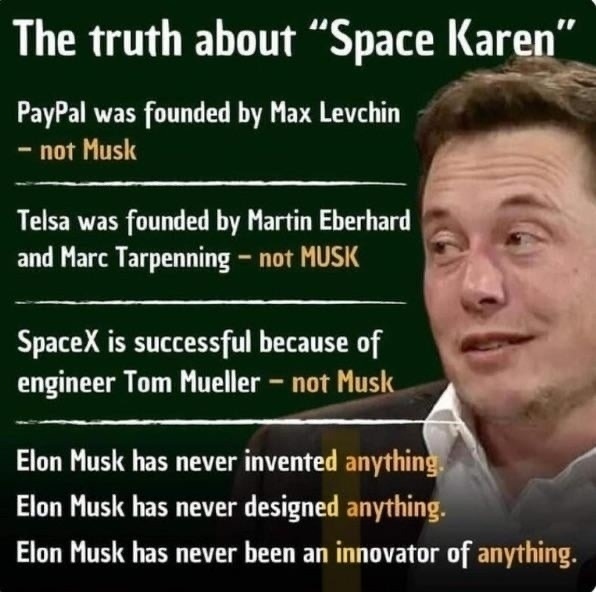 The truth about “Space Karen”
PayPal was founded by Max Levchin
– not Musk
Telsa was founded by Martin Eberhard
and Marc Tarpenning – not MUSK
SpaceX is successful because of
engineer Tom Mueller – not Musk
Elon Musk has never invented anything.
Elon Musk has never designed anything.
Elon Musk has never been an innovator of anything.